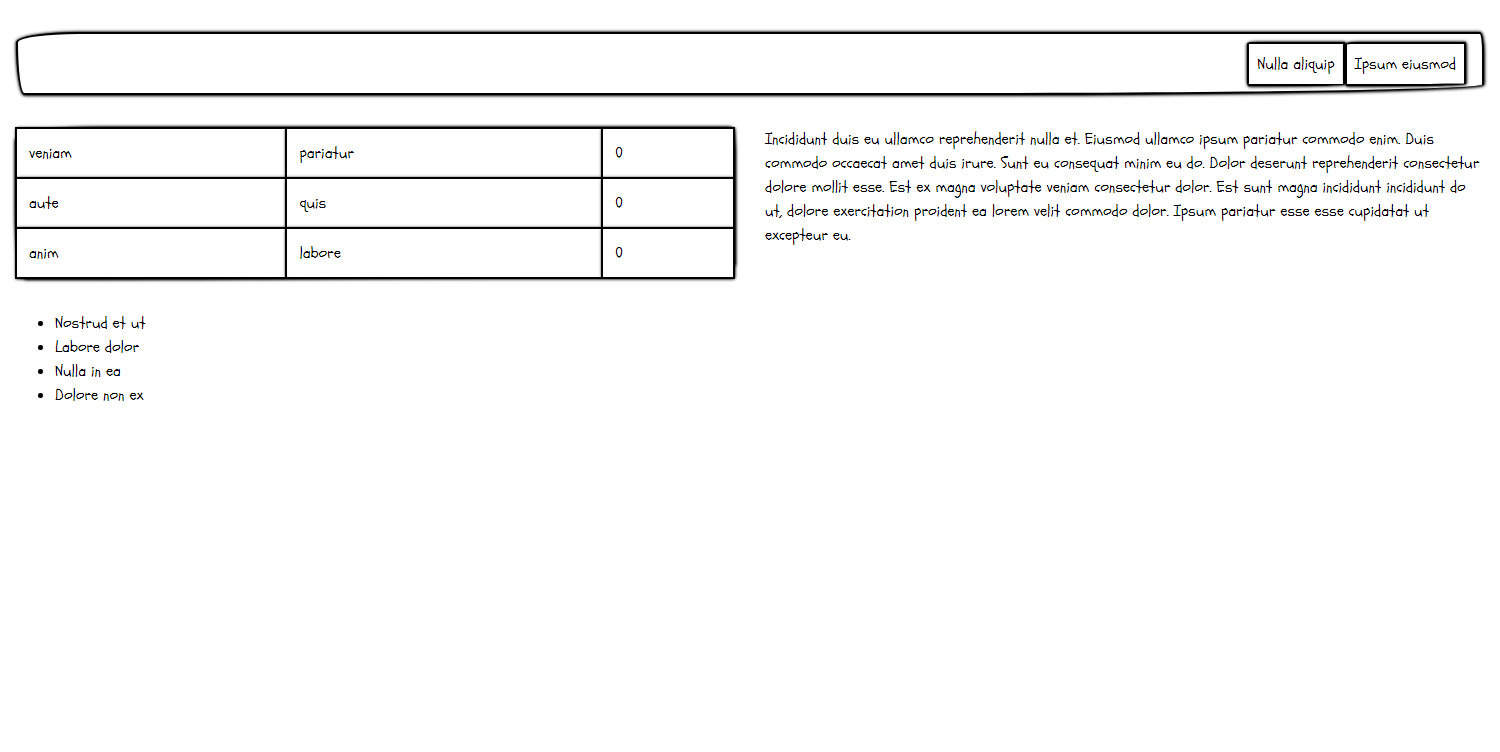 Nulla aliquip Ipsum eiusmod
veniam pariatur 0
aute quis 0
anim labore 0
Nostrud et ut
Labore dolor
Nulla in ea
Dolore non ex
Incididunt duis eu ullamco reprehenderit nulla et. Eiusmod ullamco ipsum pariatur commodo enim. Duis
commodo occaecat amet duis irure. Sunt eu consequat minim eu do. Dolor deserunt reprehenderit consectetur
dolore mollit esse. Est ex magna voluptate veniam consectetur dolor. Est sunt magna incididunt incididunt do
ut, dolore exercitation proident ea lorem velit commodo dolor. Ipsum pariatur esse esse cupidatat ut
excepteur eu.